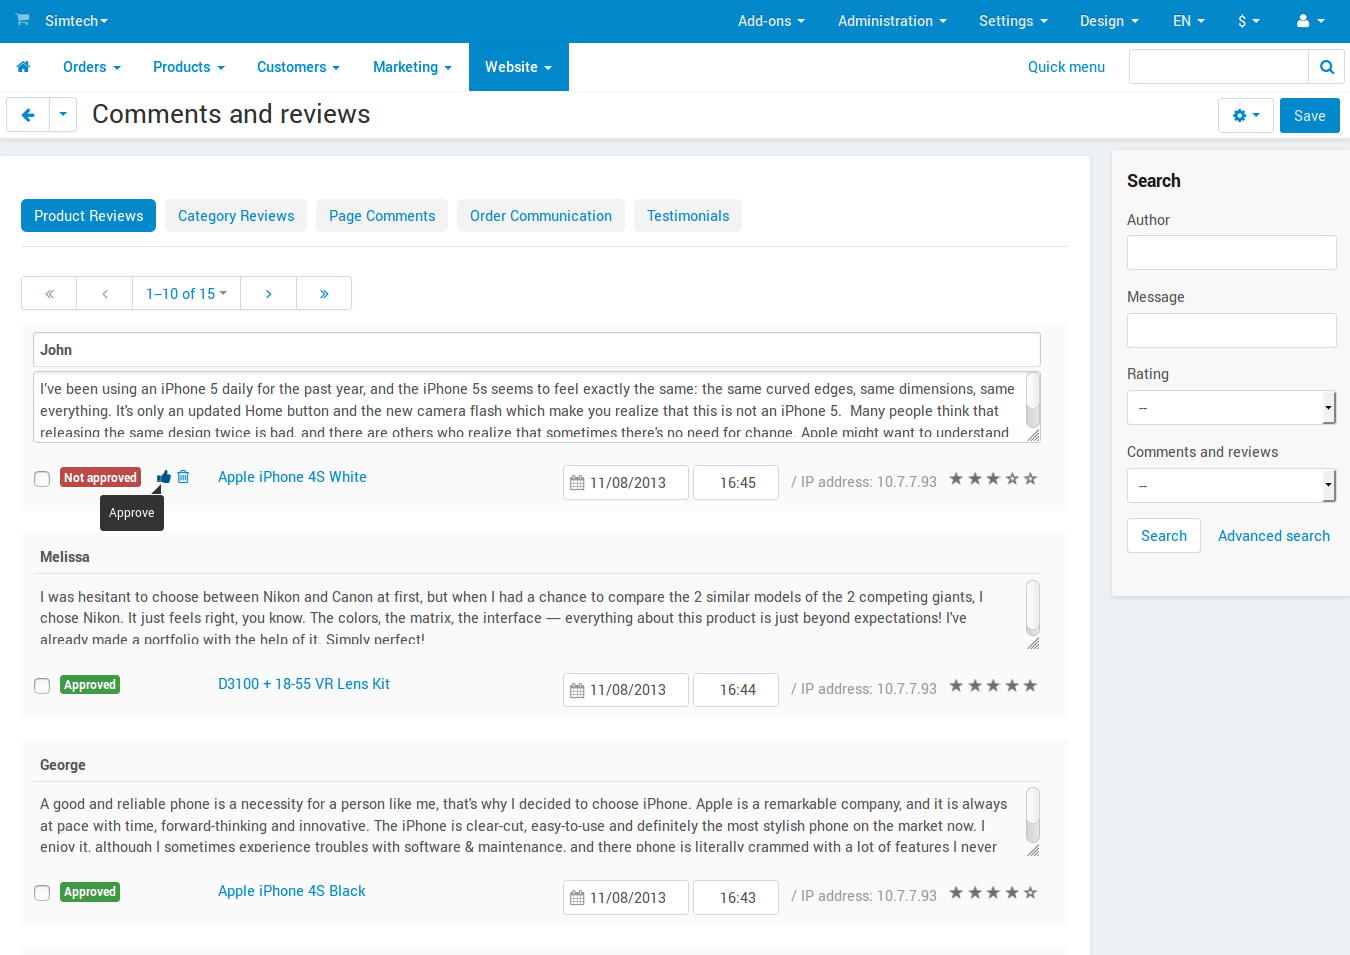 Simtech Add-ons Administration Settings Design EN $
Orders Products Customers Marketing Website Quick menu
Comments and reviews Save
Product Reviews Category Reviews Page Comments Order Communication Testimonials
« ‹ 1–10 of 15 › »
John
I've been using an iPhone 5 daily for the past year, and the iPhone 5s seems to feel exactly the same: the same curved edges, same dimensions, same
everything. It's only an updated Home button and the new camera flash which make you realize that this is not an iPhone 5.  Many people think that
releasing the same design twice is bad, and there are others who realize that sometimes there's no need for change. Apple might want to understand
Not approved Apple iPhone 4S White 11/08/2013 16:45 / IP address: 10.7.7.93
Approve
Melissa
I was hesitant to choose between Nikon and Canon at first, but when I had a chance to compare the 2 similar models of the 2 competing giants, I
chose Nikon. It just feels right, you know. The colors, the matrix, the interface — everything about this product is just beyond expectations! I've
already made a portfolio with the help of it. Simply perfect!
Approved D3100 + 18-55 VR Lens Kit 11/08/2013 16:44 / IP address: 10.7.7.93
George
A good and reliable phone is a necessity for a person like me, that's why I decided to choose iPhone. Apple is a remarkable company, and it is always
at pace with time, forward-thinking and innovative. The iPhone is clear-cut, easy-to-use and definitely the most stylish phone on the market now. I
enjoy it, although I sometimes experience troubles with software & maintenance, and there phone is literally crammed with a lot of features I never
Approved Apple iPhone 4S Black 11/08/2013 16:43 / IP address: 10.7.7.93
Search
Author
Message
Rating
--
Comments and reviews
--
Search Advanced search